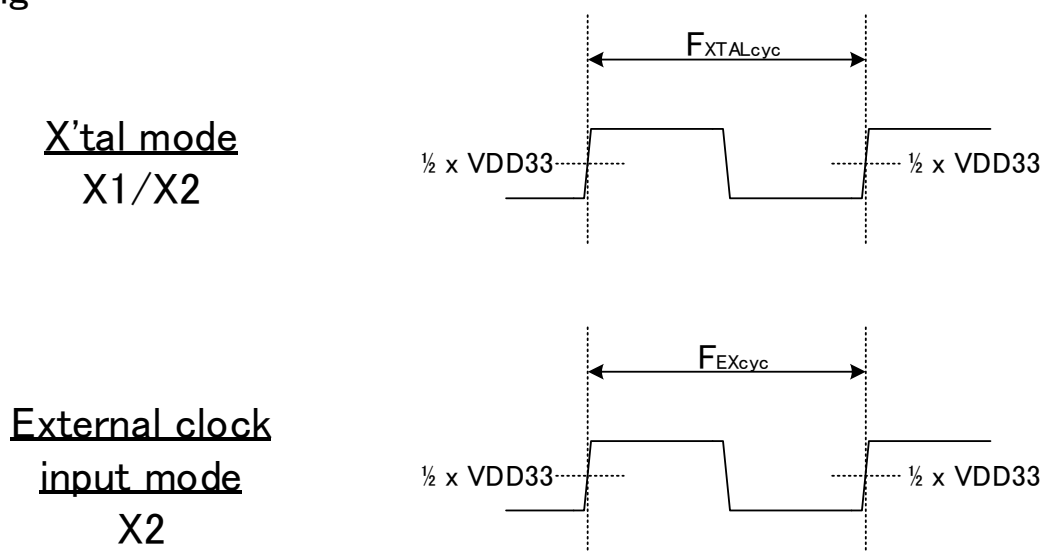 FXTALcyc
X'tal mode
X1/X2
½ x VDD33
½ x VDD33
FEXcyc
External clock
input mode
X2
½ x VDD33
½ x VDD33